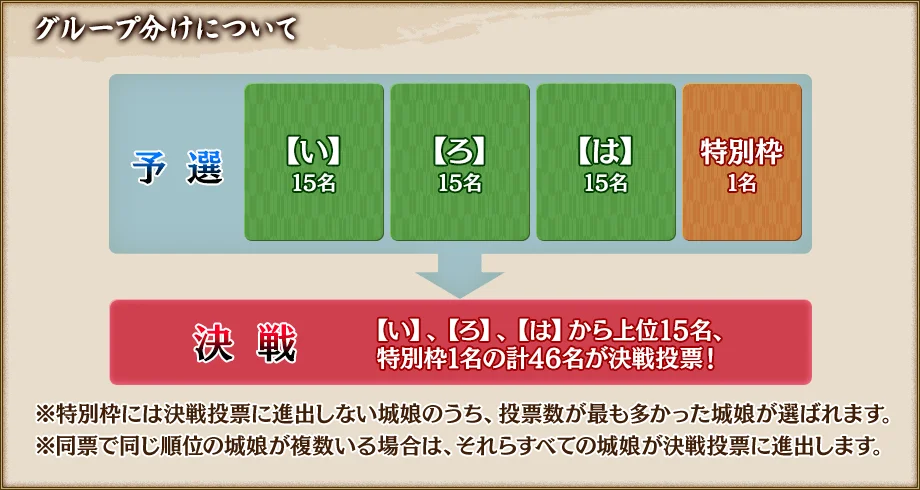 グループ分けについて
予選
【い】
15名
【ろ】
15名
【は】
15名
特別枠
1名
決戦
【い】、【ろ】、【は】から上位15名、
特別枠1名の計46名が決戦投票！
※特別枠には決戦投票に進出しない城娘のうち、投票数が最も多かった城娘が選ばれます。
※同票で同じ順位の城娘が複数いる場合は、それらすべての城娘が決戦投票に進出します。